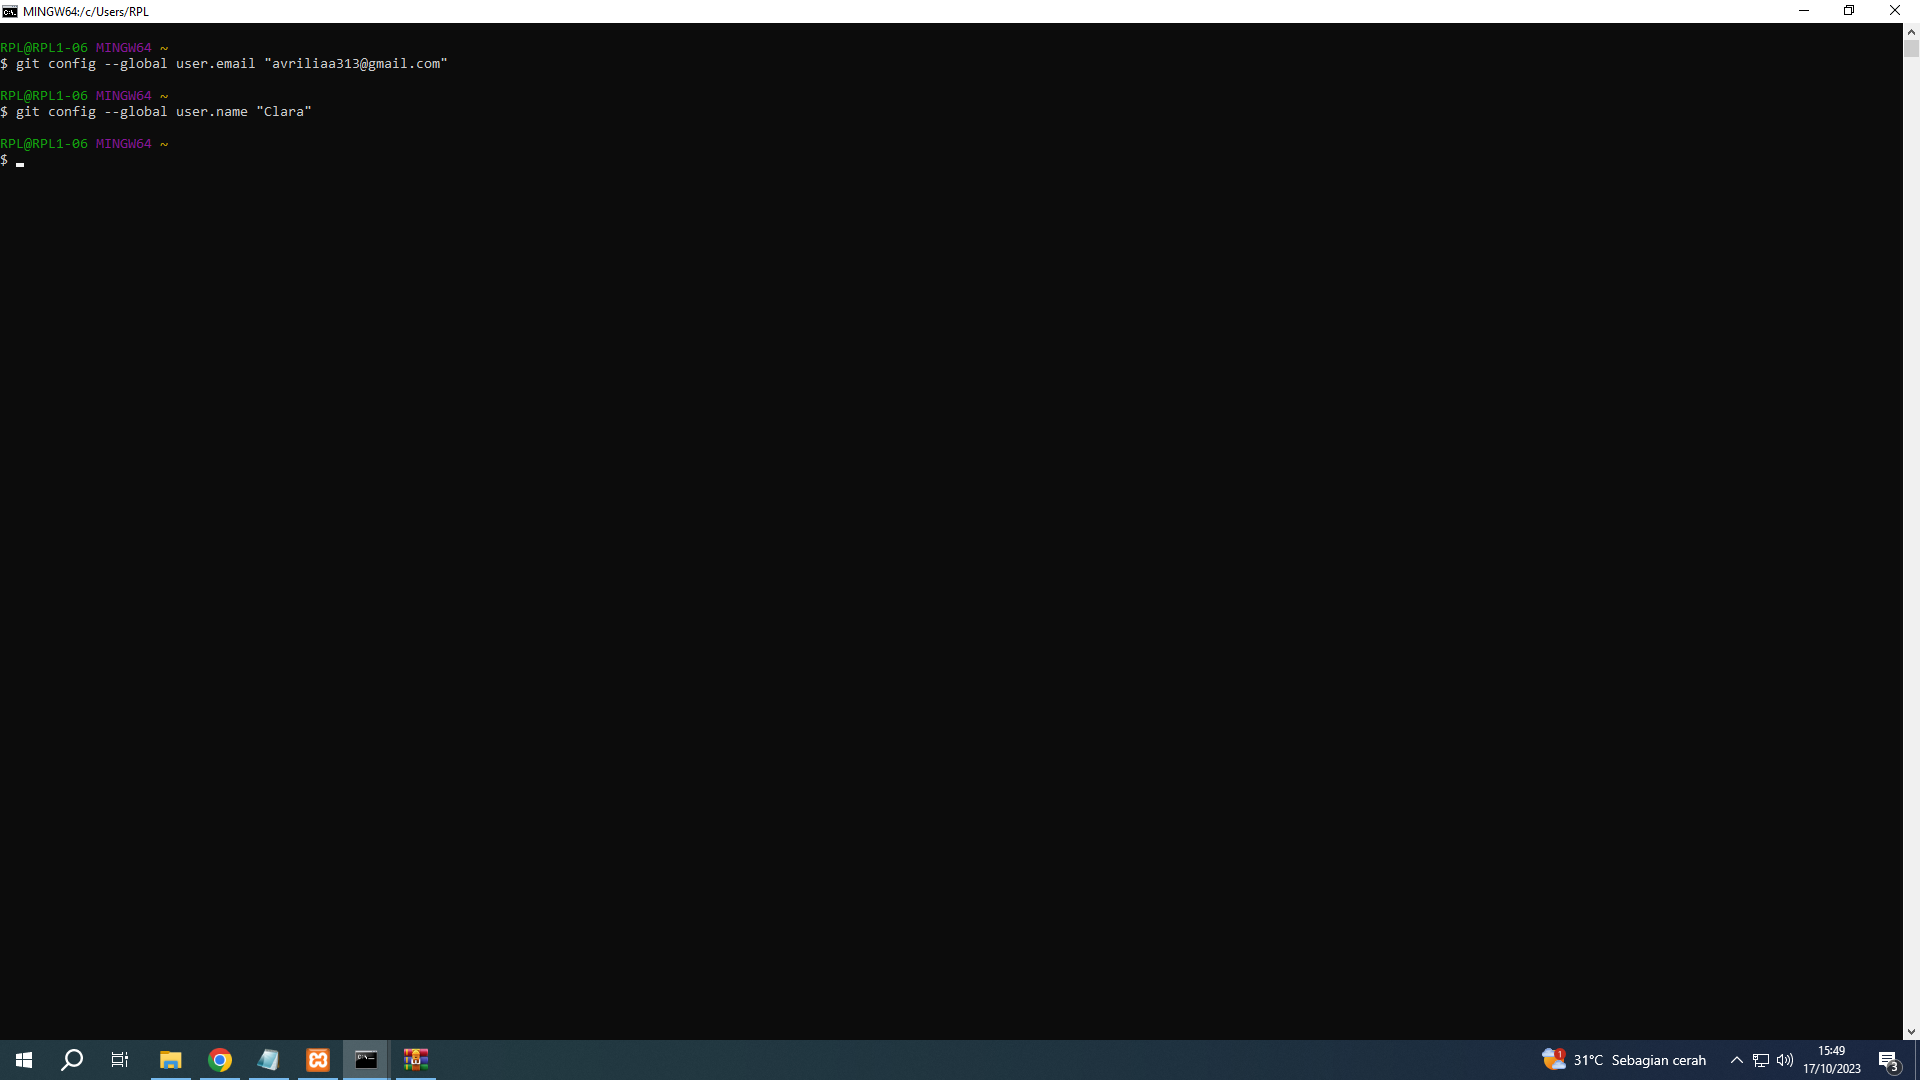 MINGW64:/c/Users/RPL
RPL@RPL1-06 MINGW64 ~
$ git config --global user.email "avriliaa313@gmail.com"
RPL@RPL1-06 MINGW64 ~
$ git config --global user.name "Clara"
RPL@RPL1-06 MINGW64 ~
$
1
31°C Sebagian cerah
15:49
17/10/2023
3